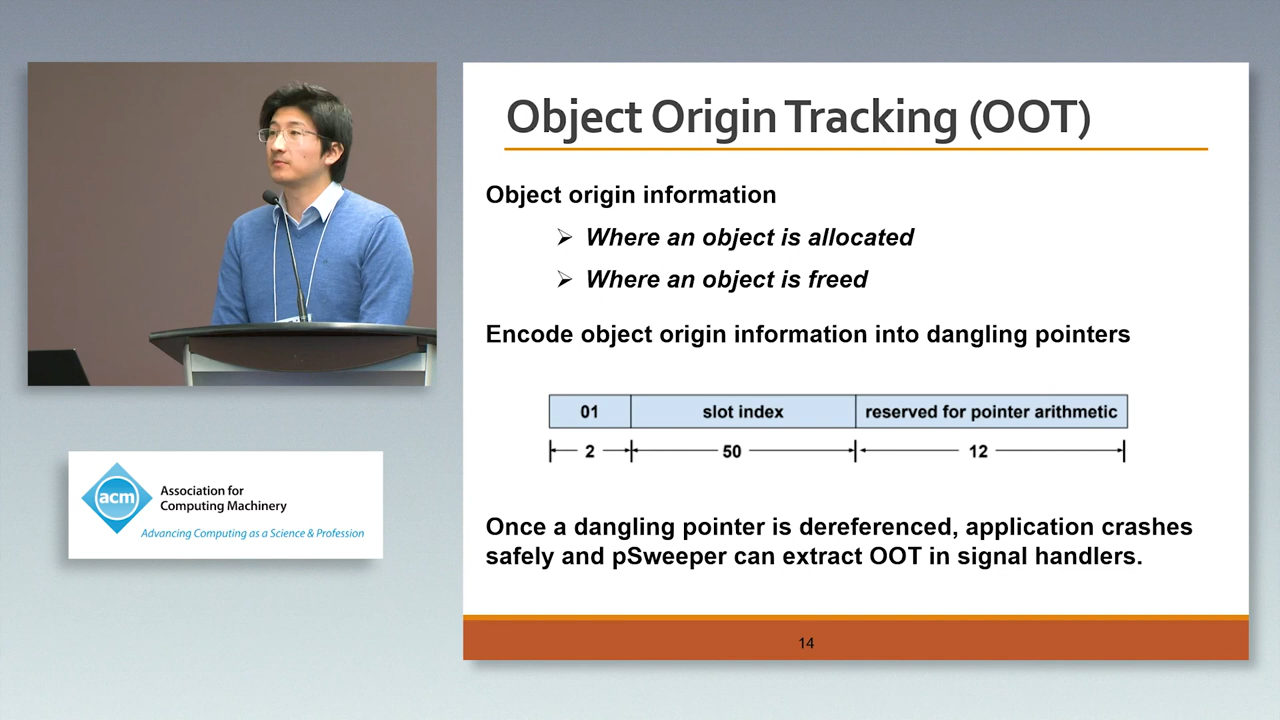 Object Origin Tracking (OOT)
Object origin information
Where an object is allocated
Where an object is freed
Encode object origin information into dangling pointers
01 slot index reserved for pointer arithmetic
2 50 12
Once a dangling pointer is dereferenced, application crashes
safely and pSweeper can extract OOT in signal handlers.
14
acm
Association for
Computing Machinery
Advancing Computing as a Science & Profession